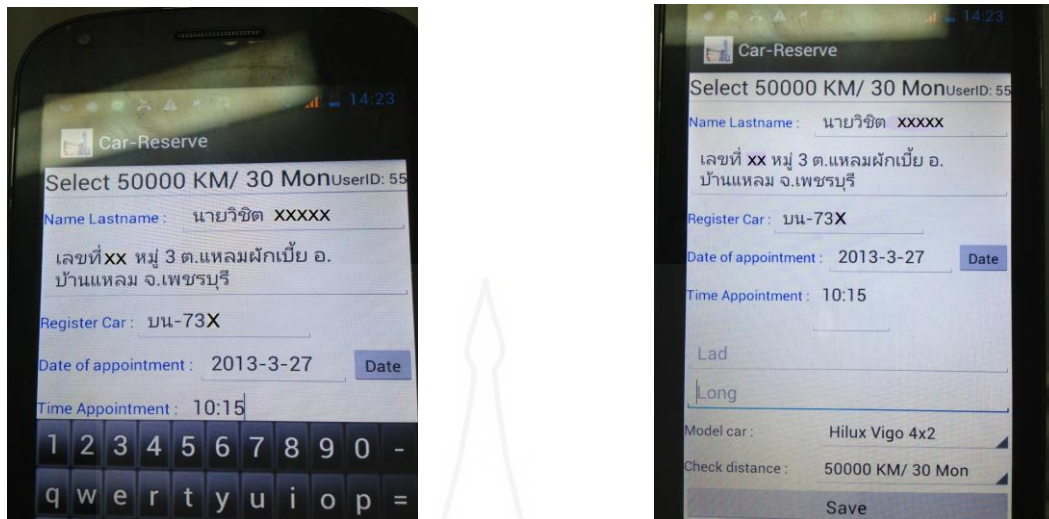 14:23
Car-Reserve
Select 50000 KM/ 30 Mon UserID: 55
Name Lastname : นายวิชิต XXXXX
เลขที่ xx หมู่ 3 ต.แหลมผักเบี้ย อ.
บ้านแหลม จ.เพชรบุรี
Register Car : บน-73X
Date of appointment : 2013-3-27 Date
Time Appointment : 10:15
1 2 3 4 5 6 7 8 9 0 -
q w e r t y u i o p =
14:23
Car-Reserve
Select 50000 KM/ 30 Mon UserID: 55
Name Lastname : นายวิชิต xxxxx
เลขที่ xx หมู่ 3 ต.แหลมผักเบี้ย อ.
บ้านแหลม จ.เพชรบุรี
Register Car : บน-73X
Date of appointment : 2013-3-27 Date
Time Appointment : 10:15
Lad
Long
Model car : Hilux Vigo 4x2
Check distance : 50000 KM/ 30 Mon
Save